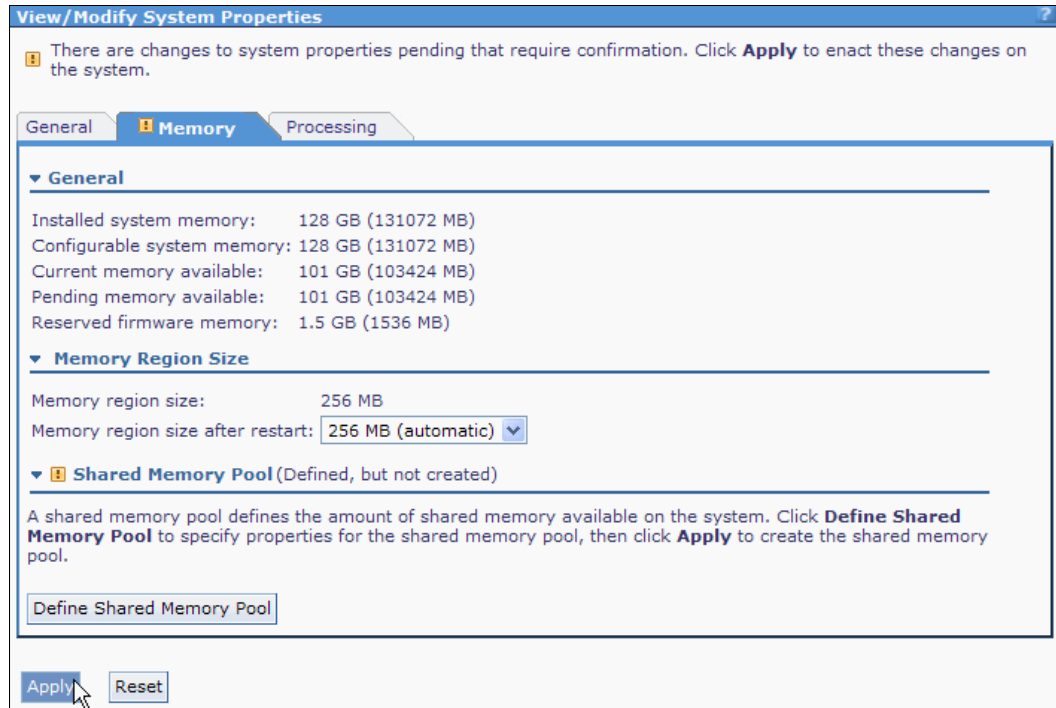 View/Modify System Properties ?
There are changes to system properties pending that require confirmation. Click Apply to enact these changes on
the system.
General Memory Processing
General
Installed system memory: 128 GB (131072 MB)
Configurable system memory: 128 GB (131072 MB)
Current memory available: 101 GB (103424 MB)
Pending memory available: 101 GB (103424 MB)
Reserved firmware memory: 1.5 GB (1536 MB)
Memory Region Size
Memory region size: 256 MB
Memory region size after restart: 256 MB (automatic)
Shared Memory Pool (Defined, but not created)
A shared memory pool defines the amount of shared memory available on the system. Click Define Shared
Memory Pool to specify properties for the shared memory pool, then click Apply to create the shared memory
pool.
Define Shared Memory Pool
Apply Reset